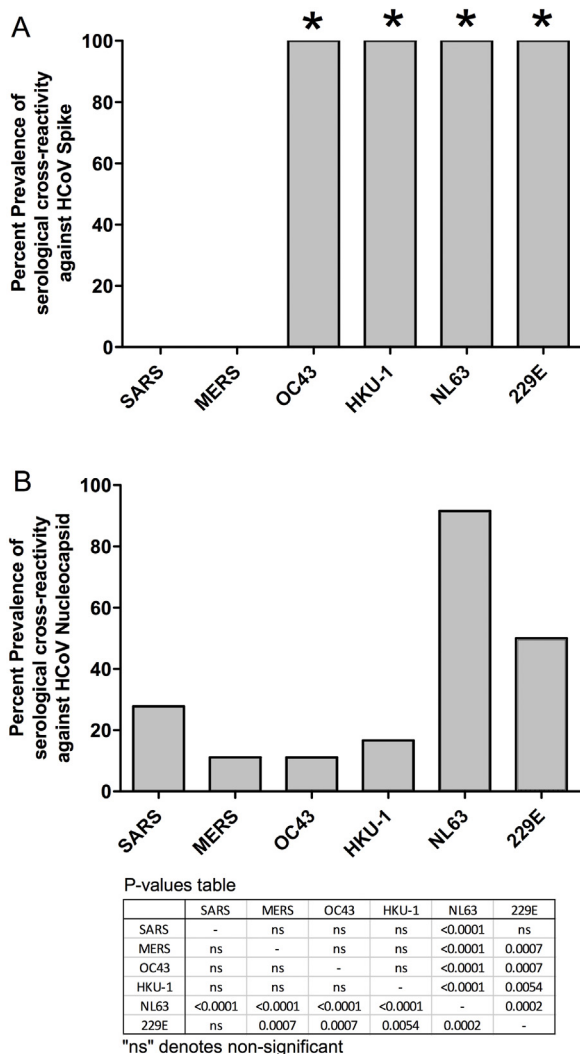 A
Percent Prevalence of
serological cross-reactivity
against HCoV Spike
100
80
60
40
20
0
* * * *
SARS MERS OC43 HKU-1 NL63 229E
B
Percent Prevalence of
serological cross-reactivity
against HCoV Nucleocapsid
100
80
60
40
20
0
SARS MERS OC43 HKU-1 NL63 229E
P-values table
SARS MERS OC43 HKU-1 NL63 229E
SARS - ns ns ns <0.0001 ns
MERS ns - ns ns <0.0001 0.0007
OC43 ns ns - ns <0.0001 0.0007
HKU-1 ns ns ns - <0.0001 0.0054
NL63 <0.0001 <0.0001 <0.0001 <0.0001 - 0.0002
229E ns 0.0007 0.0007 0.0054 0.0002 -
"ns" denotes non-significant